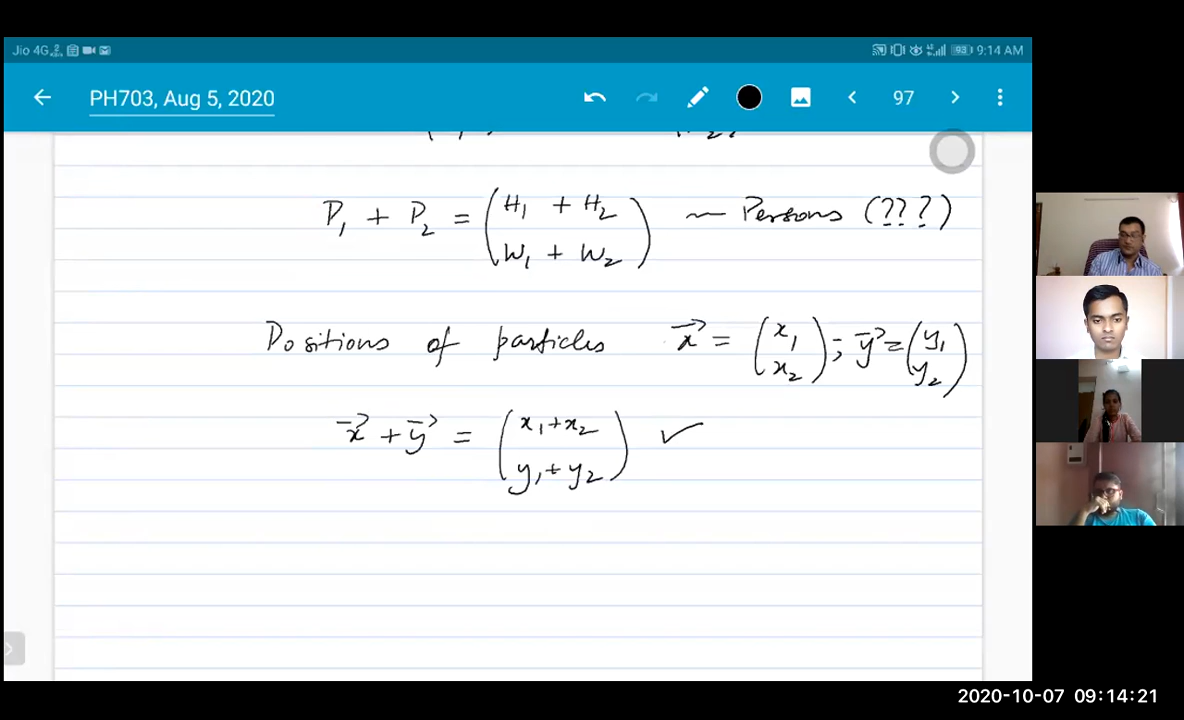 Jio 4G 93 9:14 AM
PH703, Aug 5, 2020 97
P₁ + P₂ = (H₁ + H₂ ~ Persons (???)
W₁ + W₂)
Positions of particles x⃗ = (x₁ x₂); y⃗ = (y₁ y₂)
x⃗ + y⃗ = (x₁+x₂ ✓
y₁+y₂)
2020-10-07 09:14:21